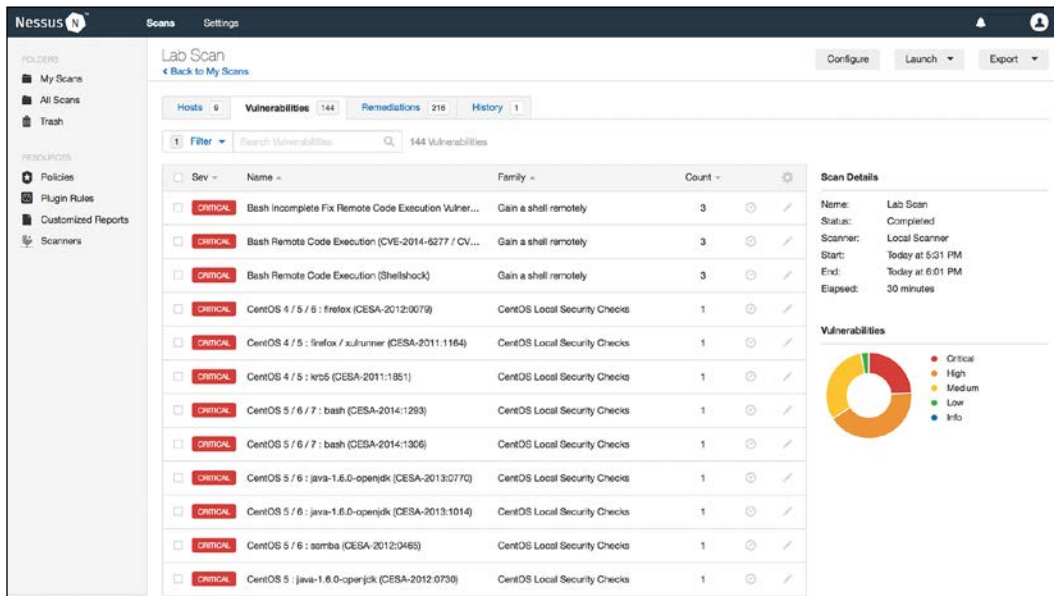 Nessus N
Scans Settings
FOLDERS
My Scans
All Scans
Trash
RESOURCES
Policies
Plugin Rules
Customized Reports
Scanners
Lab Scan
Back to My Scans
Configure Launch Export
Hosts 9 Vulnerabilities 144 Remediations 216 History 1
1 Filter Search Vulnerabilities 144 Vulnerabilities
Sev Name Family Count
CRITICAL Bash Incomplete Fix Remote Code Execution Vulner... Gain a shell remotely 3
CRITICAL Bash Remote Code Execution (CVE-2014-6277 / CV... Gain a shell remotely 3
CRITICAL Bash Remote Code Execution (Shellshock) Gain a shell remotely 3
CRITICAL CentOS 4 / 5 / 6 : firefox (CESA-2012:0079) CentOS Local Security Checks 1
CRITICAL CentOS 4 / 5 : firefox / xulrunner (CESA-2011:1164) CentOS Local Security Checks 1
CRITICAL CentOS 4 / 5 : krb5 (CESA-2011:1851) CentOS Local Security Checks 1
CRITICAL CentOS 5 / 6 / 7 : bash (CESA-2014:1293) CentOS Local Security Checks 1
CRITICAL CentOS 5 / 6 / 7 : bash (CESA-2014:1306) CentOS Local Security Checks 1
CRITICAL CentOS 5 / 6 : java-1.6.0-openjdk (CESA-2013:0770) CentOS Local Security Checks 1
CRITICAL CentOS 5 / 6 : java-1.6.0-openjdk (CESA-2013:1014) CentOS Local Security Checks 1
CRITICAL CentOS 5 / 6 : samba (CESA-2012:0465) CentOS Local Security Checks 1
CRITICAL CentOS 5 : java-1.6.0-openjdk (CESA-2012:0730) CentOS Local Security Checks 1
Scan Details
Name: Lab Scan
Status: Completed
Scanner: Local Scanner
Start: Today at 5:31 PM
End: Today at 6:01 PM
Elapsed: 30 minutes
Vulnerabilities
Critical
High
Medium
Low
Info